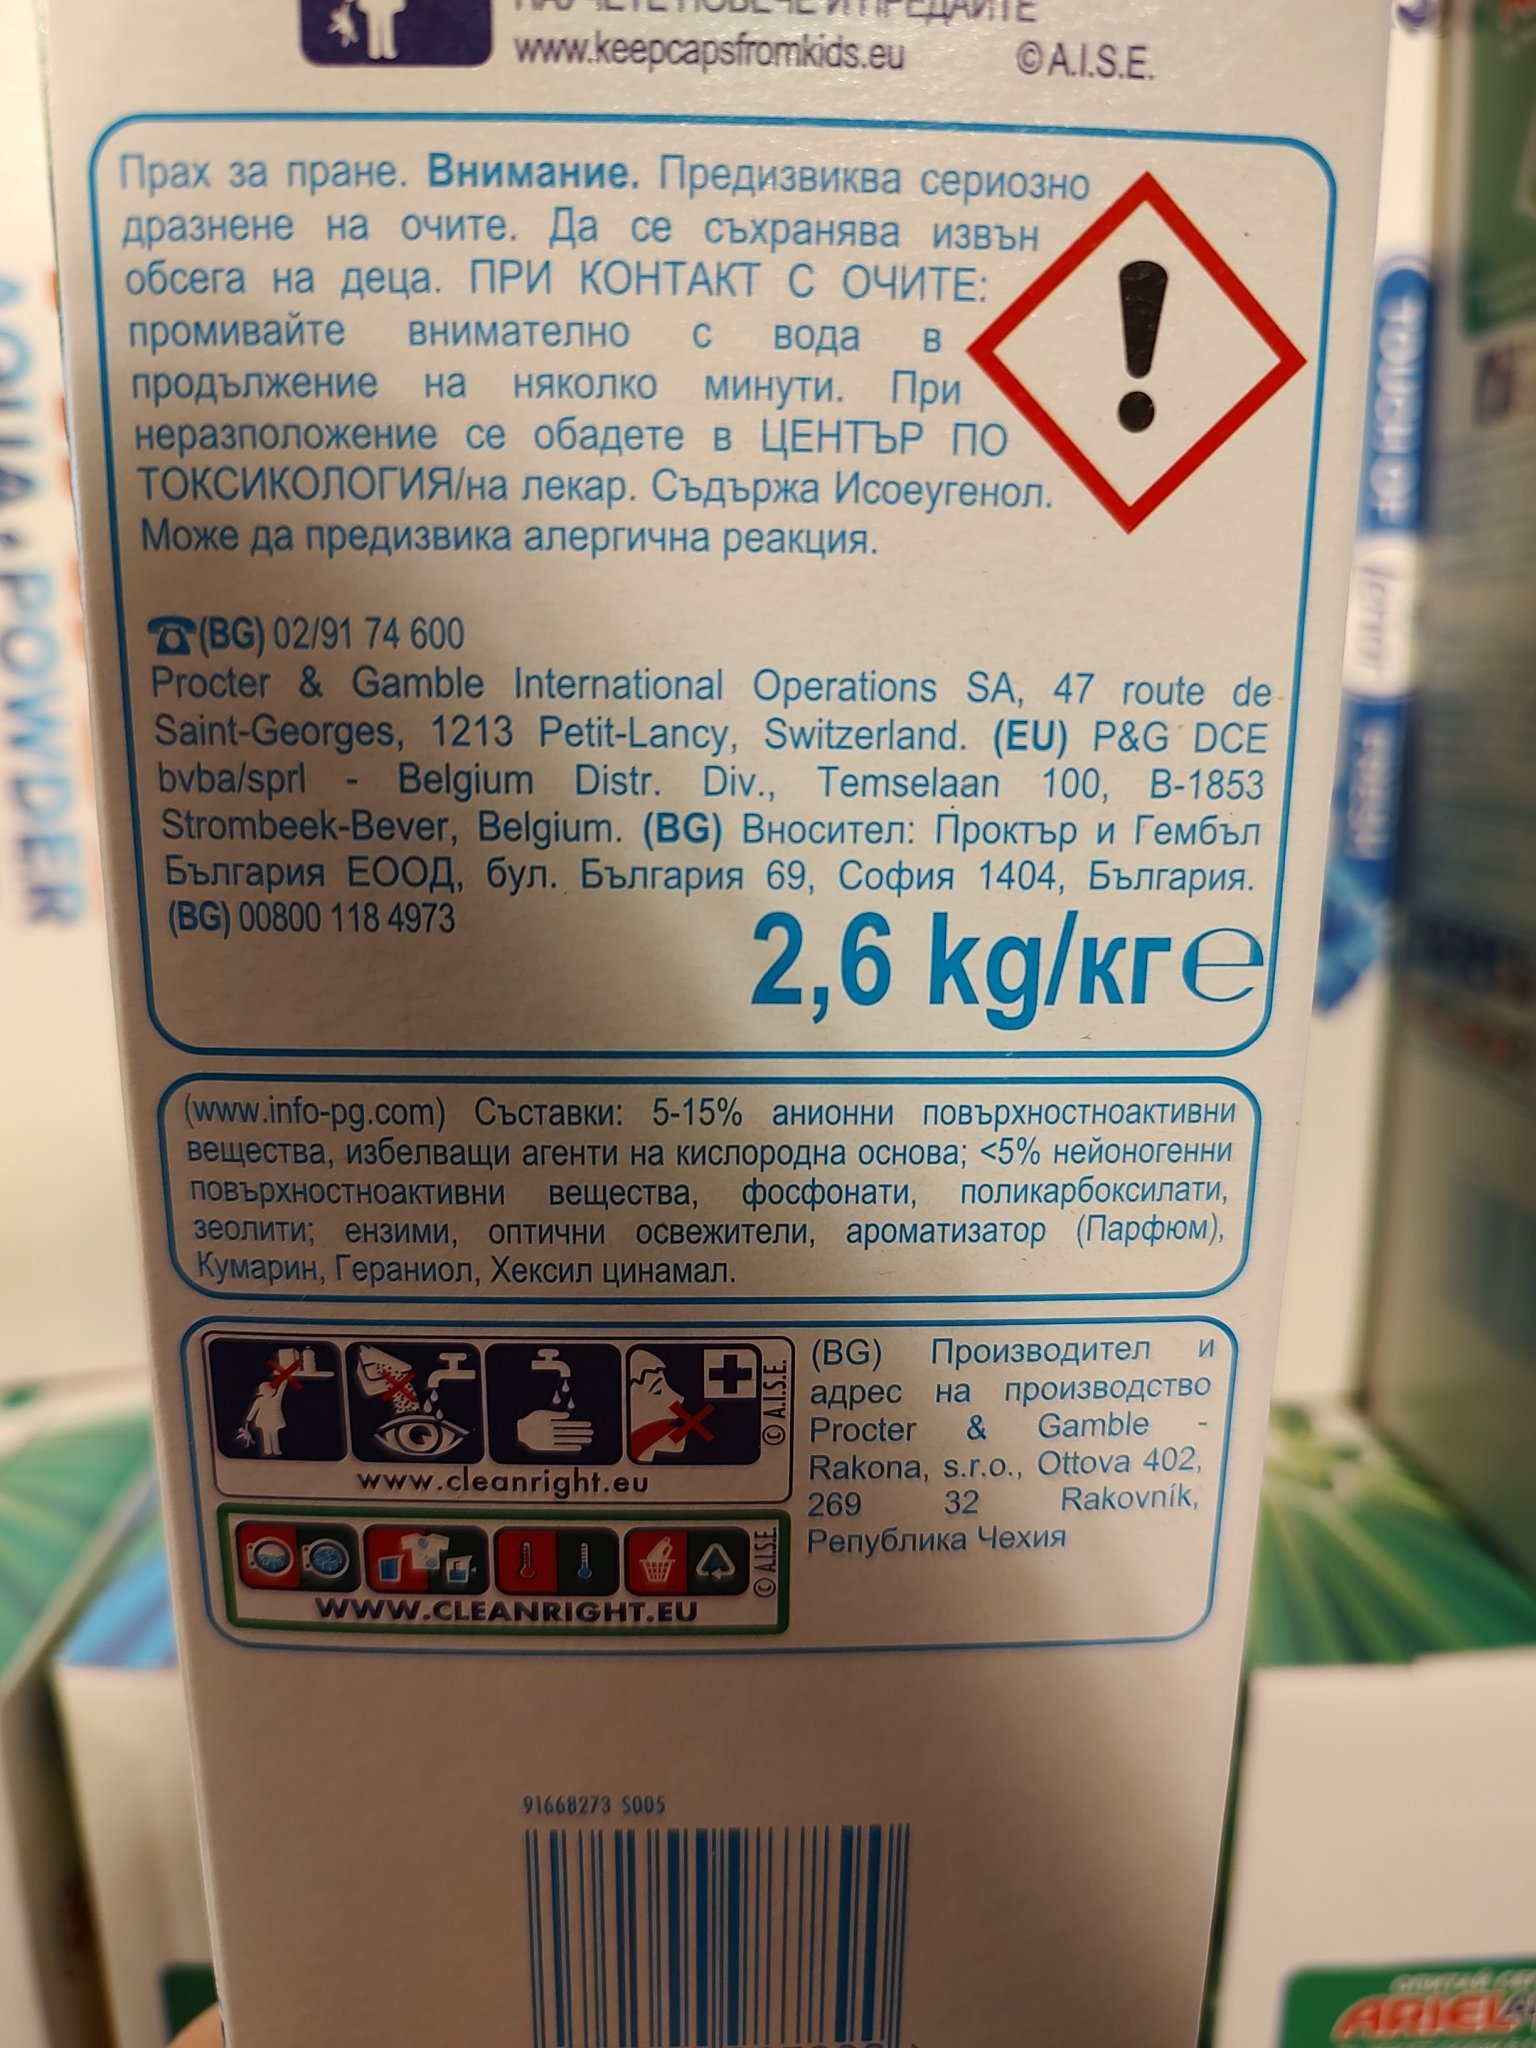 НАУЧЕТЕ ПОВЕЧЕ И ПРЕДАЙТЕ
www.keepcapsfromkids.eu ©A.I.S.E.
Прах за пране. Внимание. Предизвиква сериозно
дразнене на очите. Да се съхранява извън
обсега на деца. ПРИ КОНТАКТ С ОЧИТЕ:
промивайте внимателно с вода в
продължение на няколко минути. При
неразположение се обадете в ЦЕНТЪР ПО
ТОКСИКОЛОГИЯ/на лекар. Съдържа Исоеугенол.
Може да предизвика алергична реакция.
☎(BG) 02/91 74 600
Procter & Gamble International Operations SA, 47 route de
Saint-Georges, 1213 Petit-Lancy, Switzerland. (EU) P&G DCE
bvba/sprl - Belgium Distr. Div., Temselaan 100, B-1853
Strombeek-Bever, Belgium. (BG) Вносител: Проктър и Гембъл
България ЕООД, бул. България 69, София 1404, България.
(BG) 00800 118 4973
2,6 kg/кг℮
(www.info-pg.com) Съставки: 5-15% анионни повърхностноактивни
вещества, избелващи агенти на кислородна основа; <5% нейоногенни
повърхностноактивни вещества, фосфонати, поликарбоксилати,
зеолити; ензими, оптични освежители, ароматизатор (Парфюм),
Кумарин, Гераниол, Хексил цинамал.
© A.I.S.E.
www.cleanright.eu
© A.I.S.E.
WWW.CLEANRIGHT.EU
(BG) Производител и
адрес на производство
Procter & Gamble -
Rakona, s.r.o., Ottova 402,
269 32 Rakovník,
Република Чехия
91668273 S005
POWDER
TOUCH OF
ARIEL